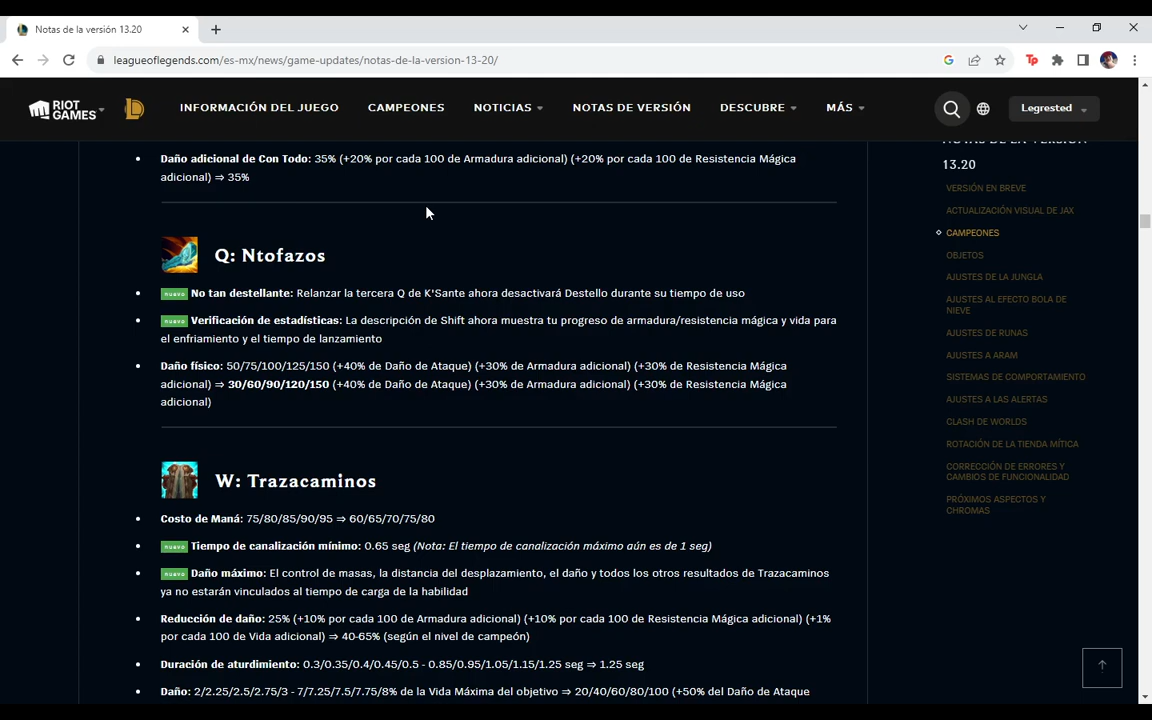 Notas de la versión 13.20
leagueoflegends.com/es-mx/news/game-updates/notas-de-la-version-13-20/
RIOT GAMES
INFORMACIÓN DEL JUEGO
CAMPEONES
NOTICIAS
NOTAS DE VERSIÓN
DESCUBRE
MÁS
Legrested
Daño adicional de Con Todo: 35% (+20% por cada 100 de Armadura adicional) (+20% por cada 100 de Resistencia Mágica
adicional) ⇒ 35%
Q: Ntofazos
nuevo No tan destellante: Relanzar la tercera Q de K'Sante ahora desactivará Destello durante su tiempo de uso
nuevo Verificación de estadísticas: La descripción de Shift ahora muestra tu progreso de armadura/resistencia mágica y vida para
el enfriamiento y el tiempo de lanzamiento
Daño físico: 50/75/100/125/150 (+40% de Daño de Ataque) (+30% de Armadura adicional) (+30% de Resistencia Mágica
adicional) ⇒ 30/60/90/120/150 (+40% de Daño de Ataque) (+30% de Armadura adicional) (+30% de Resistencia Mágica
adicional)
W: Trazacaminos
Costo de Maná: 75/80/85/90/95 ⇒ 60/65/70/75/80
nuevo Tiempo de canalización mínimo: 0.65 seg (Nota: El tiempo de canalización máximo aún es de 1 seg)
nuevo Daño máximo: El control de masas, la distancia del desplazamiento, el daño y todos los otros resultados de Trazacaminos
ya no estarán vinculados al tiempo de carga de la habilidad
Reducción de daño: 25% (+10% por cada 100 de Armadura adicional) (+10% por cada 100 de Resistencia Mágica adicional) (+1%
por cada 100 de Vida adicional) ⇒ 40-65% (según el nivel de campeón)
Duración de aturdimiento: 0.3/0.35/0.4/0.45/0.5 - 0.85/0.95/1.05/1.15/1.25 seg ⇒ 1.25 seg
Daño: 2/2.25/2.5/2.75/3 - 7/7.25/7.5/7.75/8% de la Vida Máxima del objetivo ⇒ 20/40/60/80/100 (+50% del Daño de Ataque
NOTAS DE LA VERSIÓN
13.20
VERSIÓN EN BREVE
ACTUALIZACIÓN VISUAL DE JAX
CAMPEONES
OBJETOS
AJUSTES DE LA JUNGLA
AJUSTES AL EFECTO BOLA DE
NIEVE
AJUSTES DE RUNAS
AJUSTES A ARAM
SISTEMAS DE COMPORTAMIENTO
AJUSTES A LAS ALERTAS
CLASH DE WORLDS
ROTACIÓN DE LA TIENDA MÍTICA
CORRECCIÓN DE ERRORES Y
CAMBIOS DE FUNCIONALIDAD
PRÓXIMOS ASPECTOS Y
CHROMAS